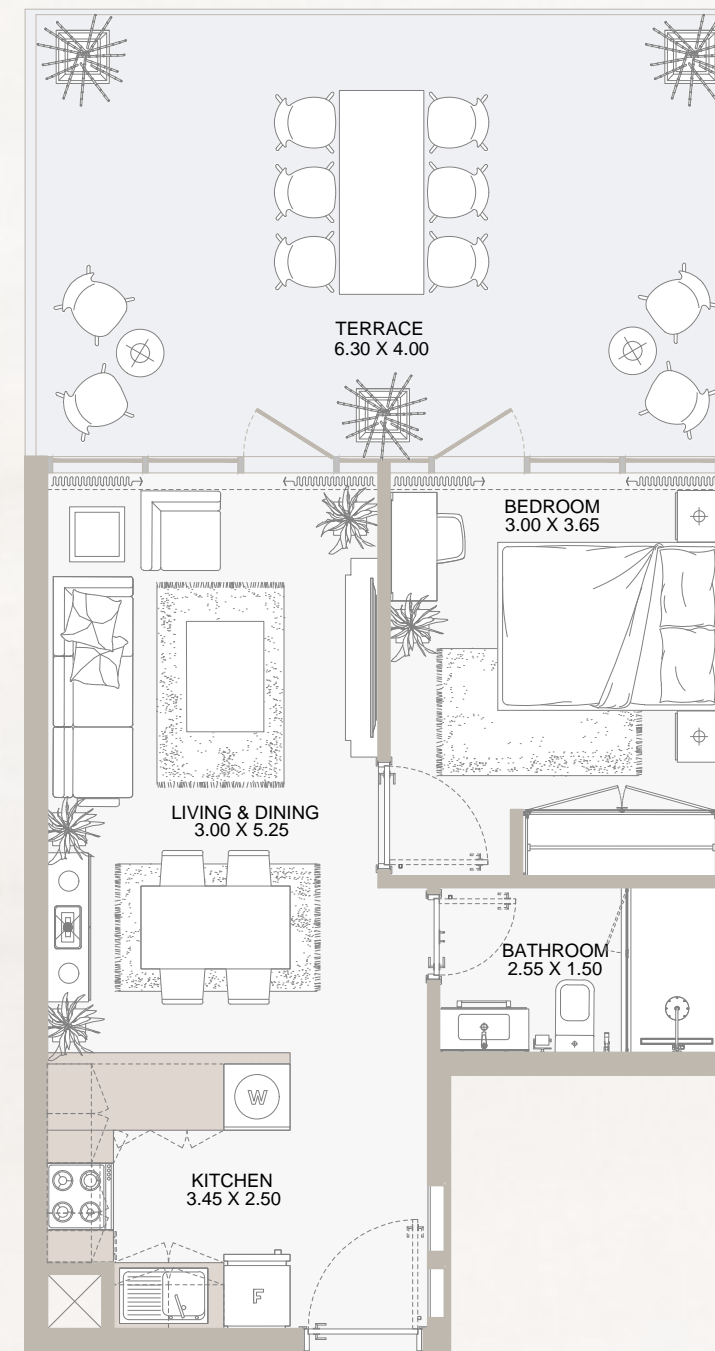 TERRACE
6.30 X 4.00
BEDROOM
3.00 X 3.65
LIVING & DINING
3.00 X 5.25
BATHROOM
2.55 X 1.50
W
KITCHEN
3.45 X 2.50
F